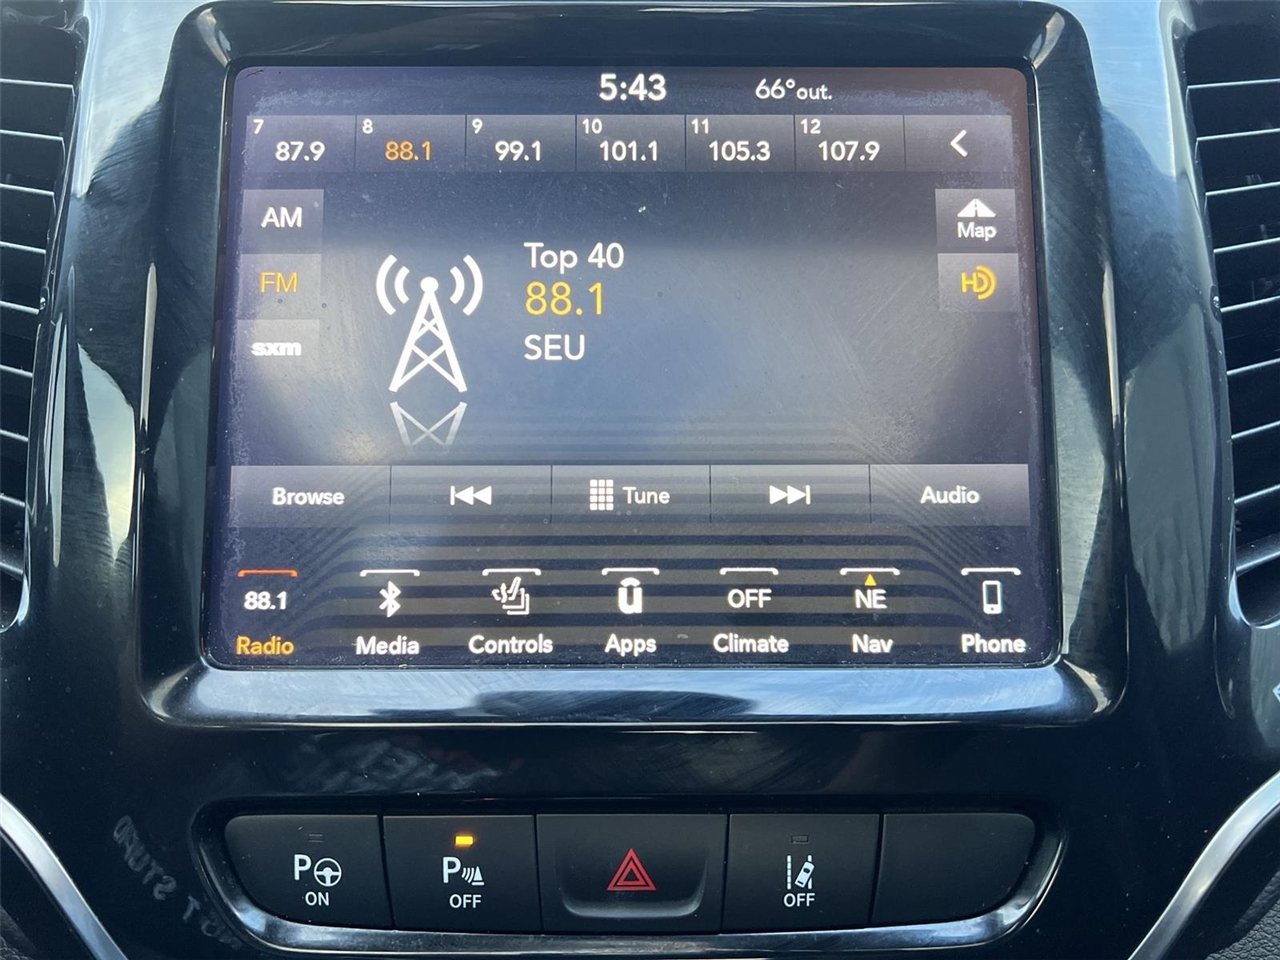 5:43 66° out.
7 8 9 10 11 12
87.9 88.1 99.1 101.1 105.3 107.9
AM
Map
FM
HD
sxm
Top 40
88.1
SEU
Browse Tune Audio
88.1 OFF NE
Radio Media Controls Apps Climate Nav Phone
P P
ON OFF OFF